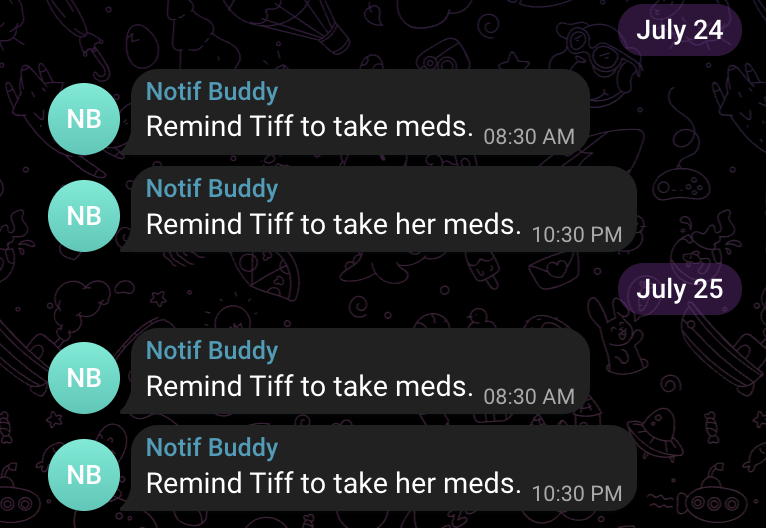 July 24
NB
Notif Buddy
Remind Tiff to take meds. 08:30 AM
NB
Notif Buddy
Remind Tiff to take her meds. 10:30 PM
July 25
NB
Notif Buddy
Remind Tiff to take meds. 08:30 AM
NB
Notif Buddy
Remind Tiff to take her meds. 10:30 PM